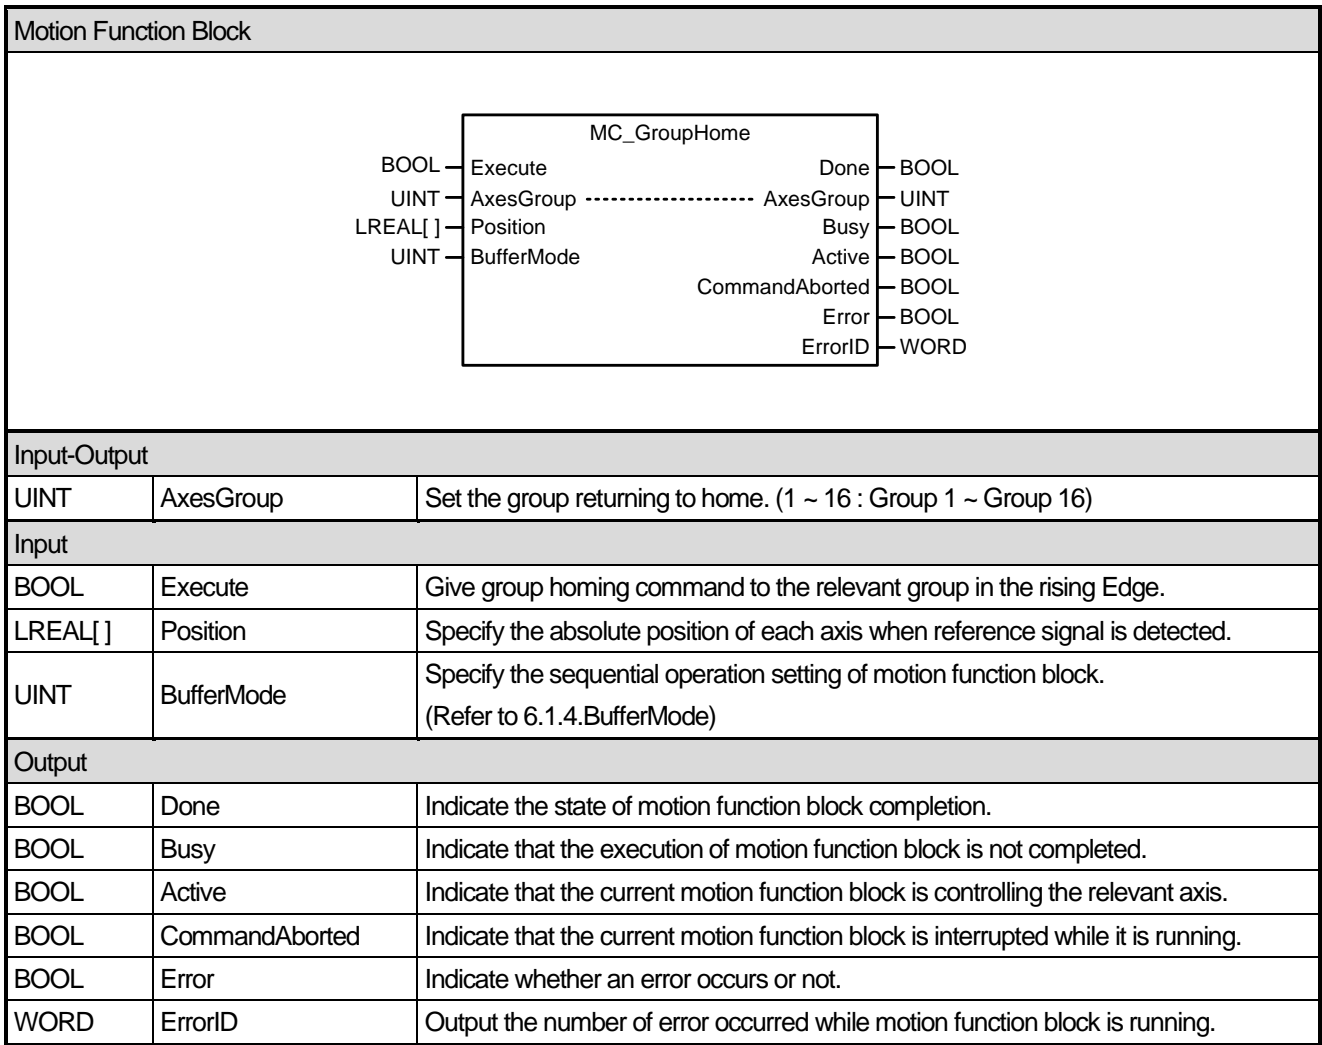 Motion Function Block
MC_GroupHome
BOOL Execute Done BOOL
UINT AxesGroup AxesGroup UINT
LREAL[ ] Position Busy BOOL
UINT BufferMode Active BOOL
CommandAborted BOOL
Error BOOL
ErrorID WORD
Input-Output
UINT AxesGroup Set the group returning to home. (1 ~ 16 : Group 1 ~ Group 16)
Input
BOOL Execute Give group homing command to the relevant group in the rising Edge.
LREAL[ ] Position Specify the absolute position of each axis when reference signal is detected.
UINT BufferMode Specify the sequential operation setting of motion function block.
(Refer to 6.1.4.BufferMode)
Output
BOOL Done Indicate the state of motion function block completion.
BOOL Busy Indicate that the execution of motion function block is not completed.
BOOL Active Indicate that the current motion function block is controlling the relevant axis.
BOOL CommandAborted Indicate that the current motion function block is interrupted while it is running.
BOOL Error Indicate whether an error occurs or not.
WORD ErrorID Output the number of error occurred while motion function block is running.